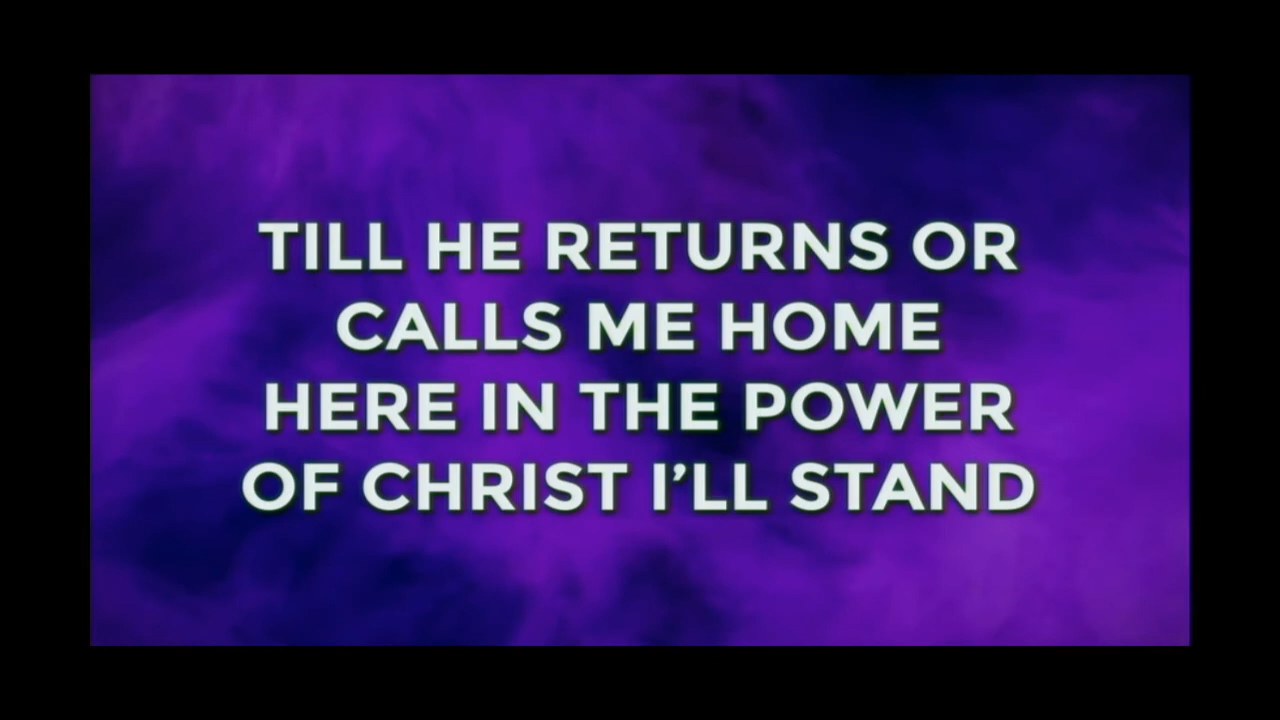 TILL HE RETURNS OR
CALLS ME HOME
HERE IN THE POWER
OF CHRIST I’LL STAND